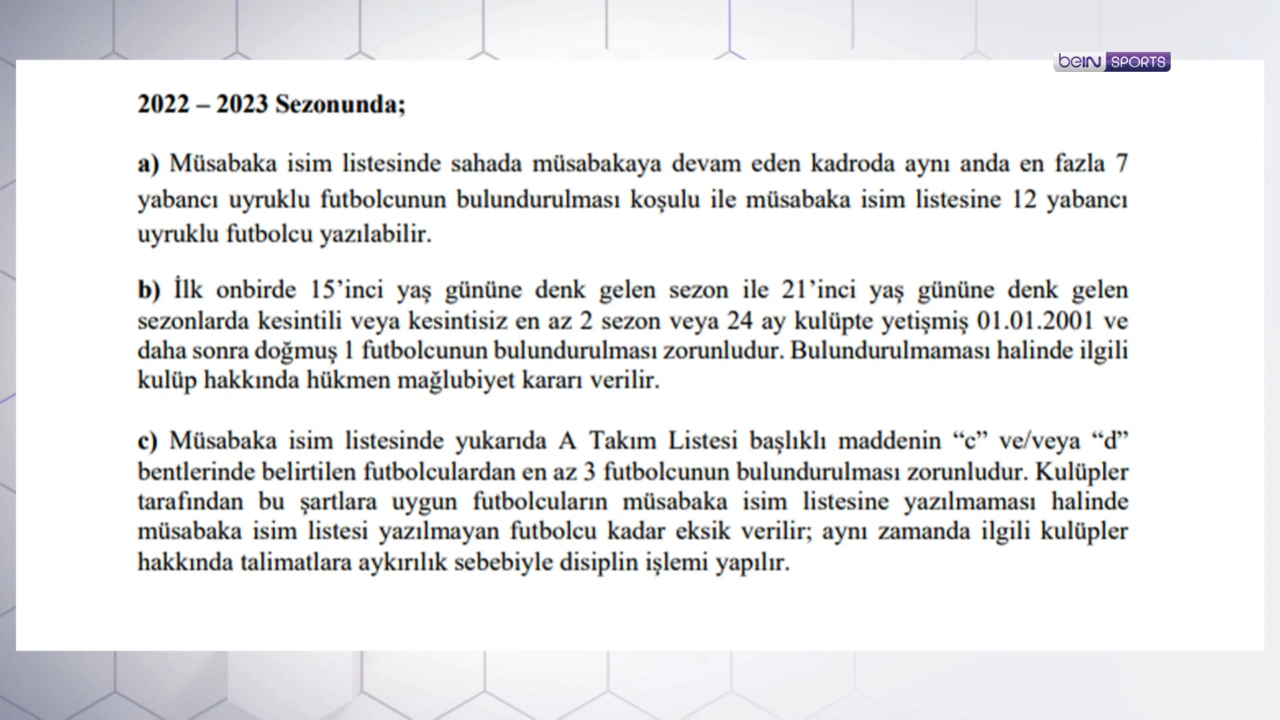 beIN SPORTS
2022 – 2023 Sezonunda;
a) Müsabaka isim listesinde sahada müsabakaya devam eden kadroda aynı anda en fazla 7
yabancı uyruklu futbolcunun bulundurulması koşulu ile müsabaka isim listesine 12 yabancı
uyruklu futbolcu yazılabilir.
b) İlk onbirde 15’inci yaş gününe denk gelen sezon ile 21’inci yaş gününe denk gelen
sezonlarda kesintili veya kesintisiz en az 2 sezon veya 24 ay kulüpte yetişmiş 01.01.2001 ve
daha sonra doğmuş 1 futbolcunun bulundurulması zorunludur. Bulundurulmaması halinde ilgili
kulüp hakkında hükmen mağlubiyet kararı verilir.
c) Müsabaka isim listesinde yukarıda A Takım Listesi başlıklı maddenin “c” ve/veya “d”
bentlerinde belirtilen futbolculardan en az 3 futbolcunun bulundurulması zorunludur. Kulüpler
tarafından bu şartlara uygun futbolcuların müsabaka isim listesine yazılmaması halinde
müsabaka isim listesi yazılmayan futbolcu kadar eksik verilir; aynı zamanda ilgili kulüpler
hakkında talimatlara aykırılık sebebiyle disiplin işlemi yapılır.